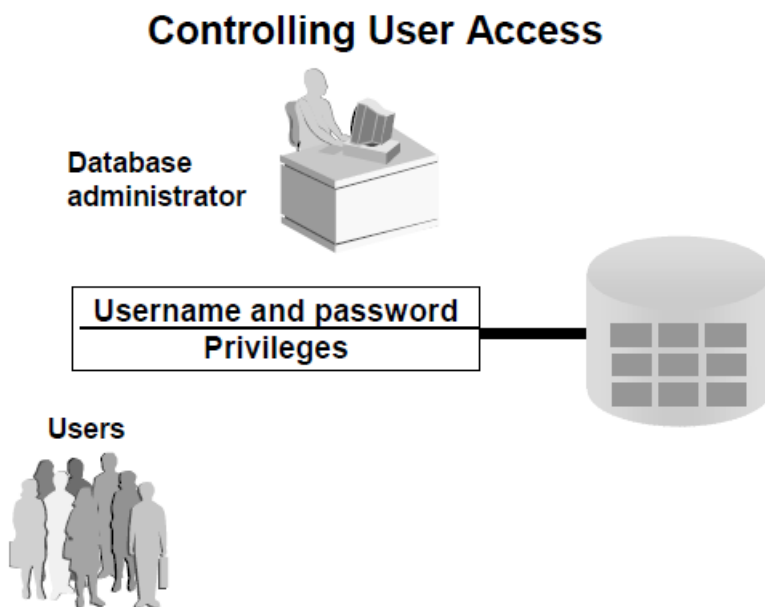 Controlling User Access
Database
administrator
Username and password
Privileges
Users